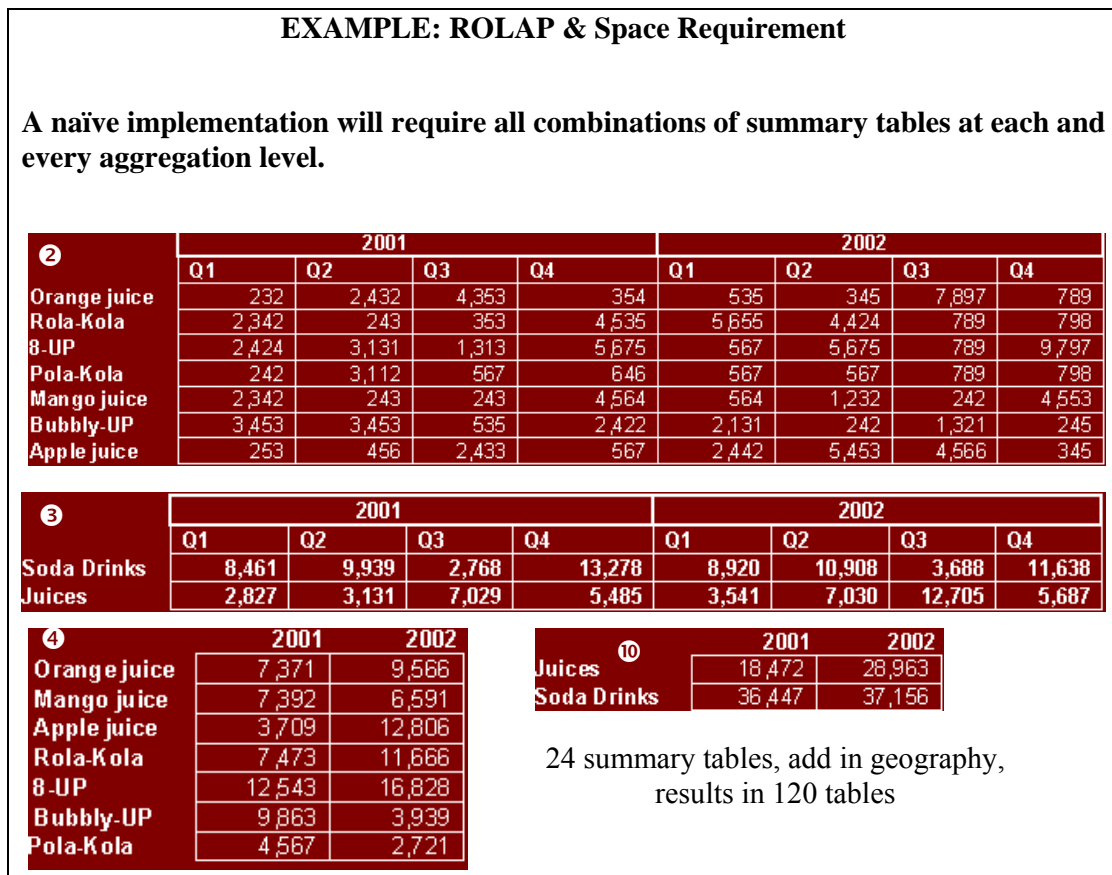 EXAMPLE: ROLAP & Space Requirement
A naïve implementation will require all combinations of summary tables at each and
every aggregation level.
❷ 2001 2002
Q1 Q2 Q3 Q4 Q1 Q2 Q3 Q4
Orange juice 232 2,432 4,353 354 535 345 7,897 789
Rola-Kola 2,342 243 353 4,535 5,655 4,424 789 798
8-UP 2,424 3,131 1,313 5,675 567 5,675 789 9,797
Pola-Kola 242 3,112 567 646 567 567 789 798
Mango juice 2,342 243 243 4,564 564 1,232 242 4,553
Bubbly-UP 3,453 3,453 535 2,422 2,131 242 1,321 245
Apple juice 253 456 2,433 567 2,442 5,453 4,566 345
❸ 2001 2002
Q1 Q2 Q3 Q4 Q1 Q2 Q3 Q4
Soda Drinks 8,461 9,939 2,768 13,278 8,920 10,908 3,688 11,638
Juices 2,827 3,131 7,029 5,485 3,541 7,030 12,705 5,687
❹ 2001 2002
Orange juice 7,371 9,566
Mango juice 7,392 6,591
Apple juice 3,709 12,806
Rola-Kola 7,473 11,666
8-UP 12,543 16,828
Bubbly-UP 9,863 3,939
Pola-Kola 4,567 2,721
❿ 2001 2002
Juices 18,472 28,963
Soda Drinks 36,447 37,156
24 summary tables, add in geography,
results in 120 tables